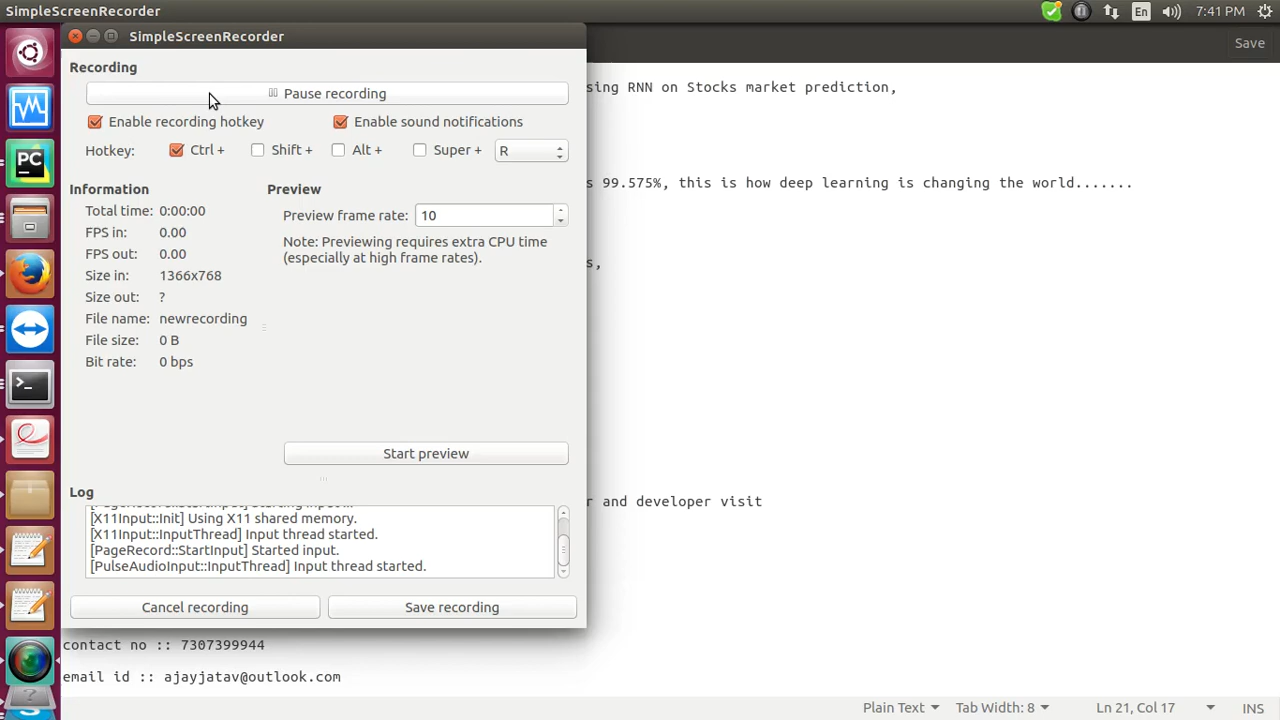 SimpleScreenRecorder
En
7:41 PM
SimpleScreenRecorder
Save
Recording
Pause recording
sing RNN on Stocks market prediction,
Enable recording hotkey
Enable sound notifications
Hotkey:
Ctrl +
Shift +
Alt +
Super +
R
s 99.575%, this is how deep learning is changing the world.......
Information
Preview
Total time: 0:00:00
Preview frame rate: 10
FPS in: 0.00
Note: Previewing requires extra CPU time
(especially at high frame rates).
FPS out: 0.00
s,
Size in: 1366x768
Size out: ?
File name: newrecording
File size: 0 B
Bit rate: 0 bps
Start preview
Log
r and developer visit
[X11Input::Init] Using X11 shared memory.
[X11Input::InputThread] Input thread started.
[PageRecord::StartInput] Started input.
[PulseAudioInput::InputThread] Input thread started.
Cancel recording
Save recording
contact no :: 7307399944
email id :: ajayjatav@outlook.com
Plain Text
Tab Width: 8
Ln 21, Col 17
INS
PC
>_
?